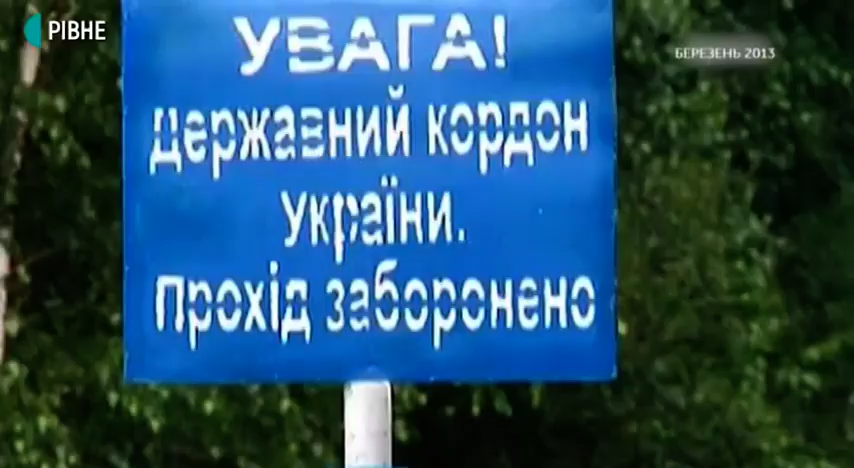 РІВНЕ
БЕРЕЗЕНЬ 2013
УВАГА!
Державний кордон
України.
Прохід заборонено